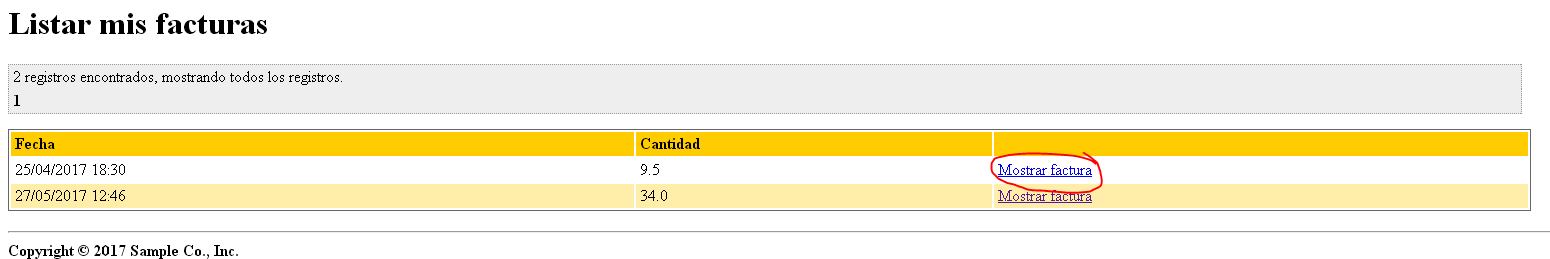 Listar mis facturas
2 registros encontrados, mostrando todos los registros.
1
Fecha Cantidad
25/04/2017 18:30 9.5 Mostrar factura
27/05/2017 12:46 34.0 Mostrar factura
Copyright © 2017 Sample Co., Inc.